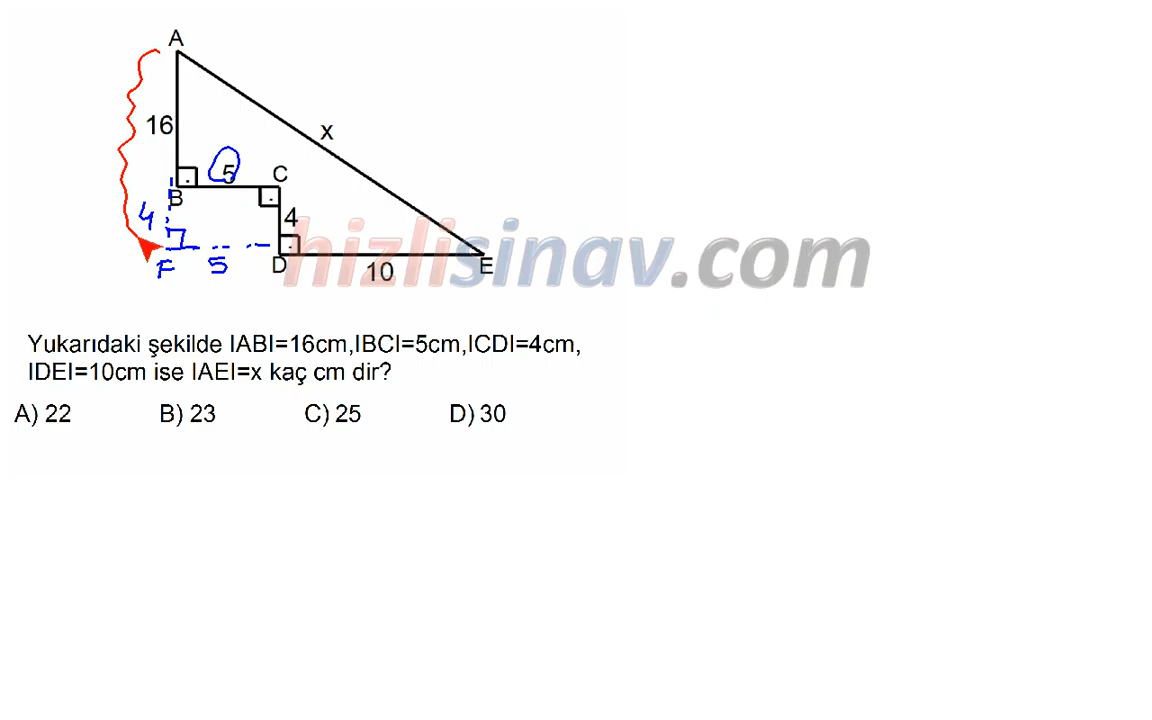 A
16
x
5
C
B
4
4
hizlisinav.com
F
5
D
10
E
Yukarıdaki şekilde IABI=16cm,IBCI=5cm,ICDI=4cm,
IDEI=10cm ise IAEI=x kaç cm dir?
A) 22 B) 23 C) 25 D) 30